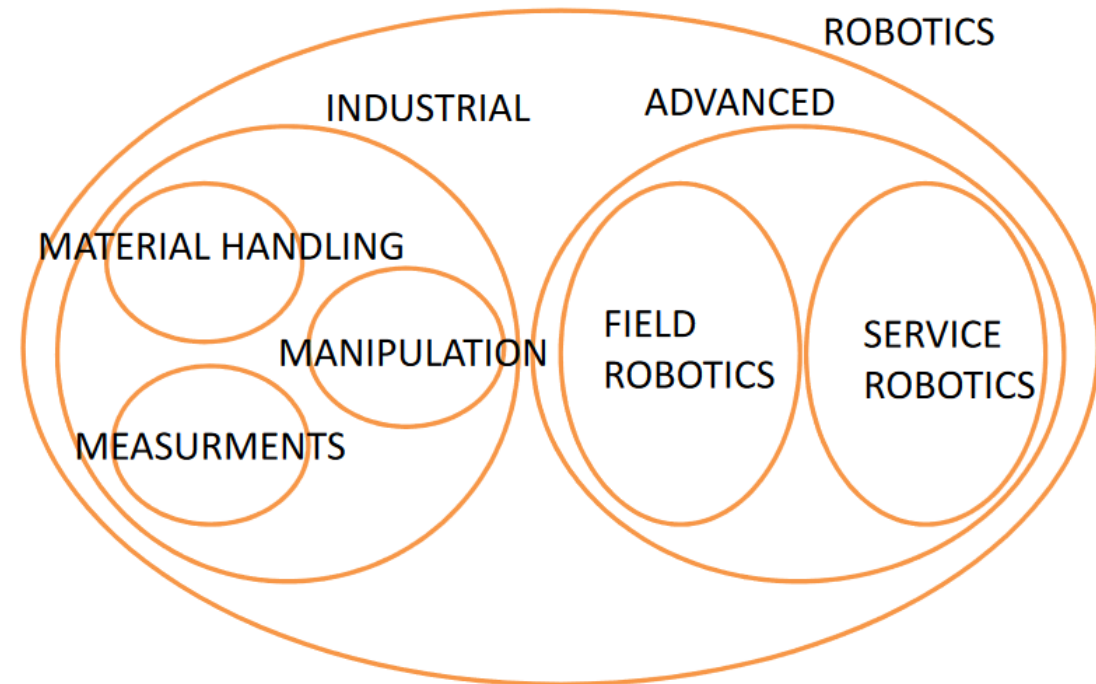 ROBOTICS
INDUSTRIAL
ADVANCED
MATERIAL HANDLING
MANIPULATION
MEASURMENTS
FIELD
ROBOTICS
SERVICE
ROBOTICS